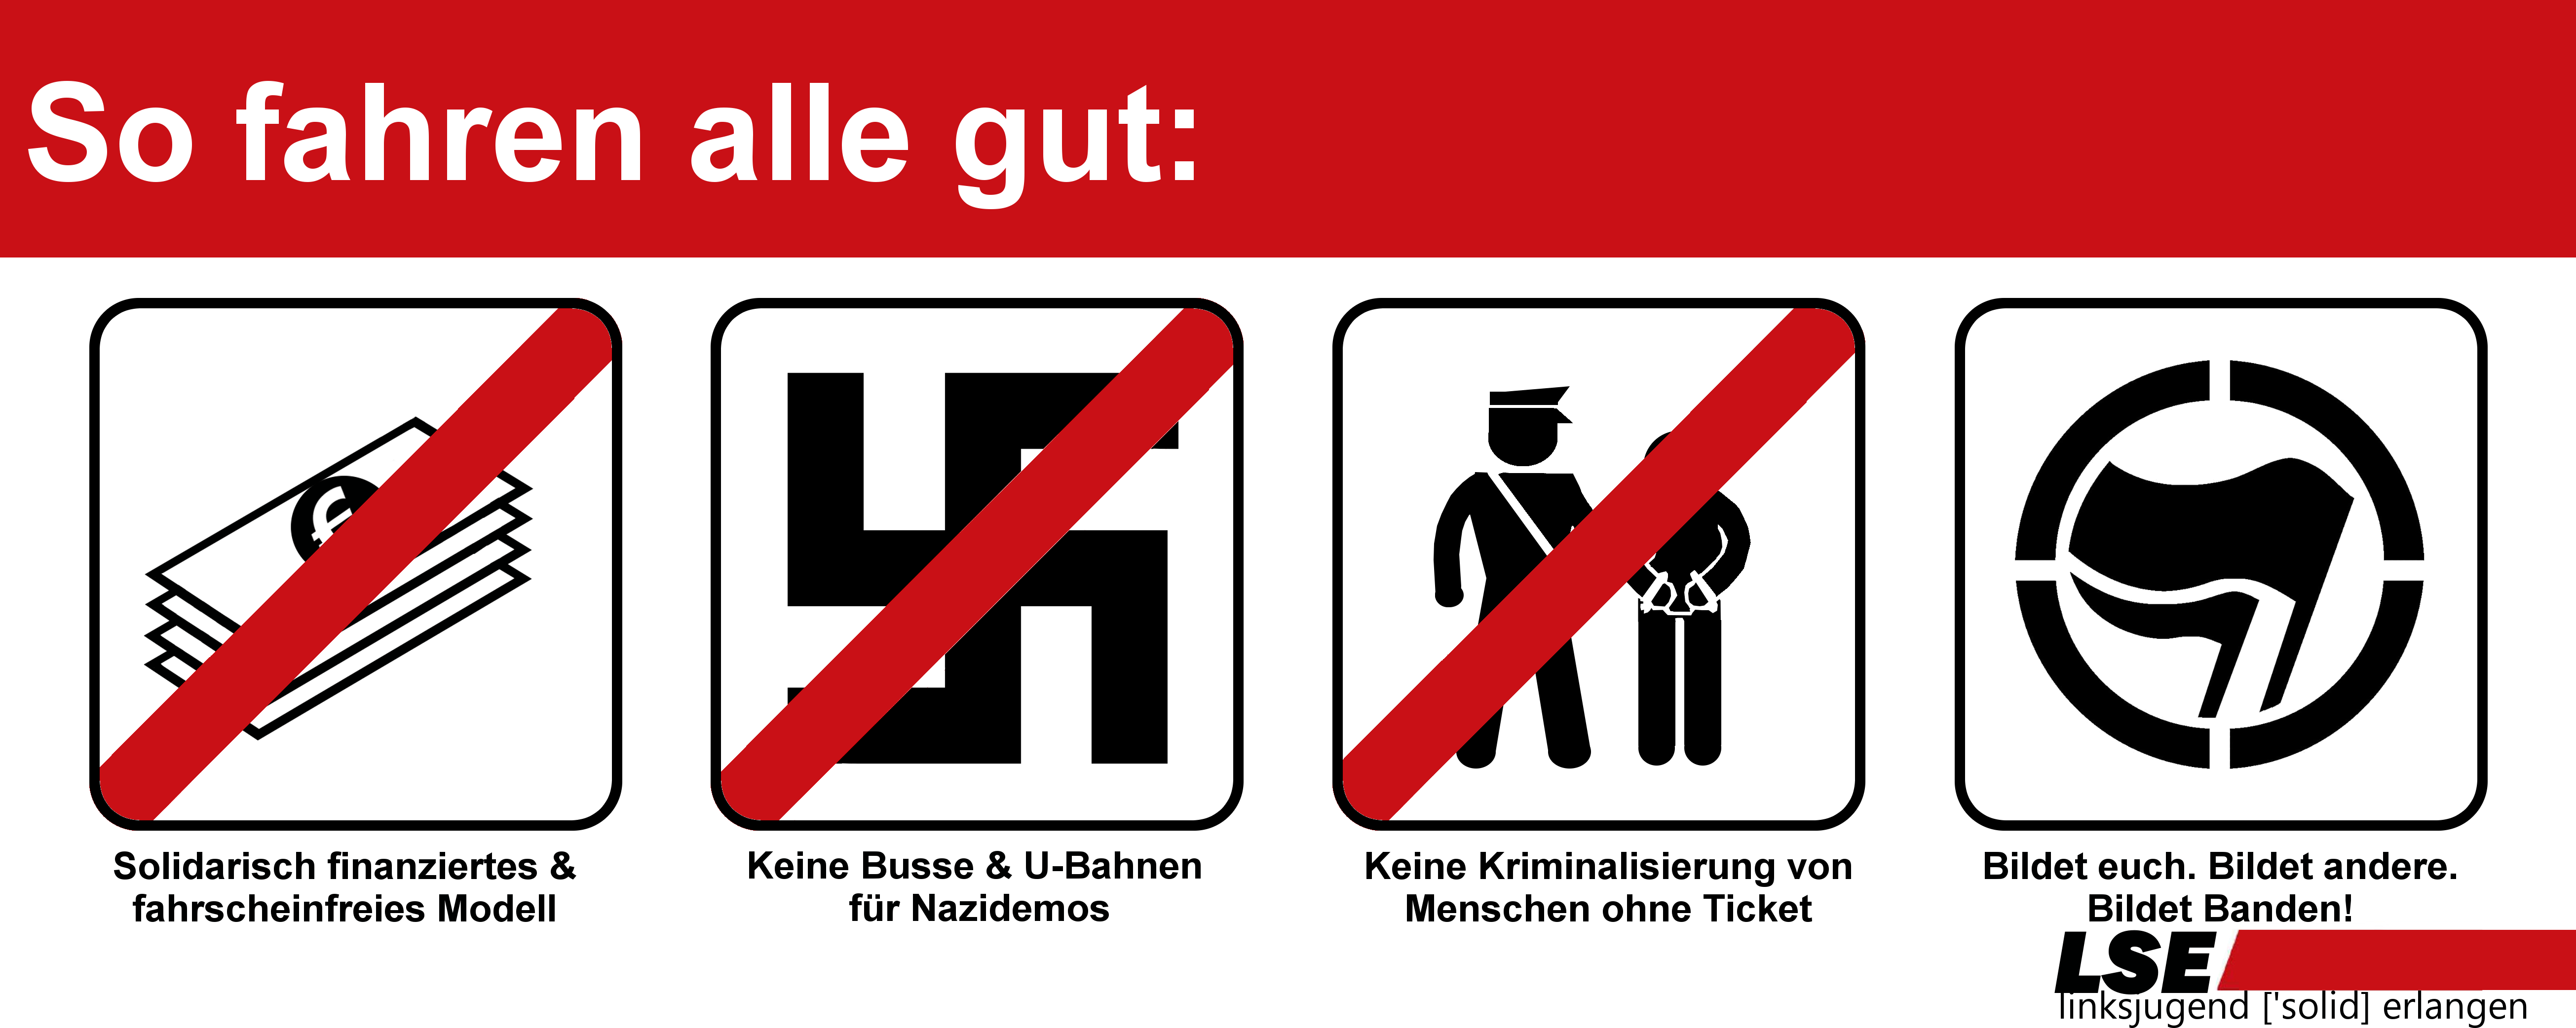 So fahren alle gut:
€
Solidarisch finanziertes &
fahrscheinfreies Modell
Keine Busse & U-Bahnen
für Nazidemos
Keine Kriminalisierung von
Menschen ohne Ticket
Bildet euch. Bildet andere.
Bildet Banden!
LSE
linksjugend ['solid] erlangen